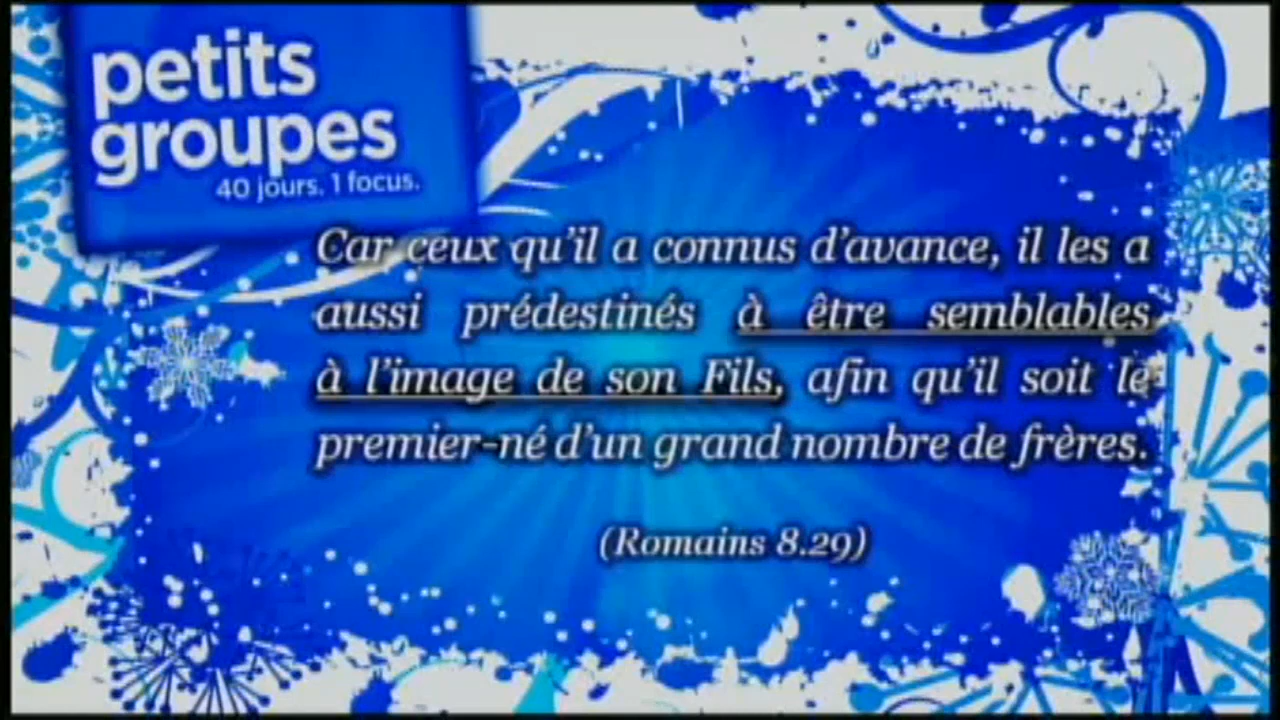 petits
groupes
40 jours. 1 focus.
Car ceux qu'il a connus d'avance, il les a
aussi prédestinés à être semblables
à l'image de son Fils, afin qu'il soit le
premier-né d'un grand nombre de frères.
(Romains 8.29)